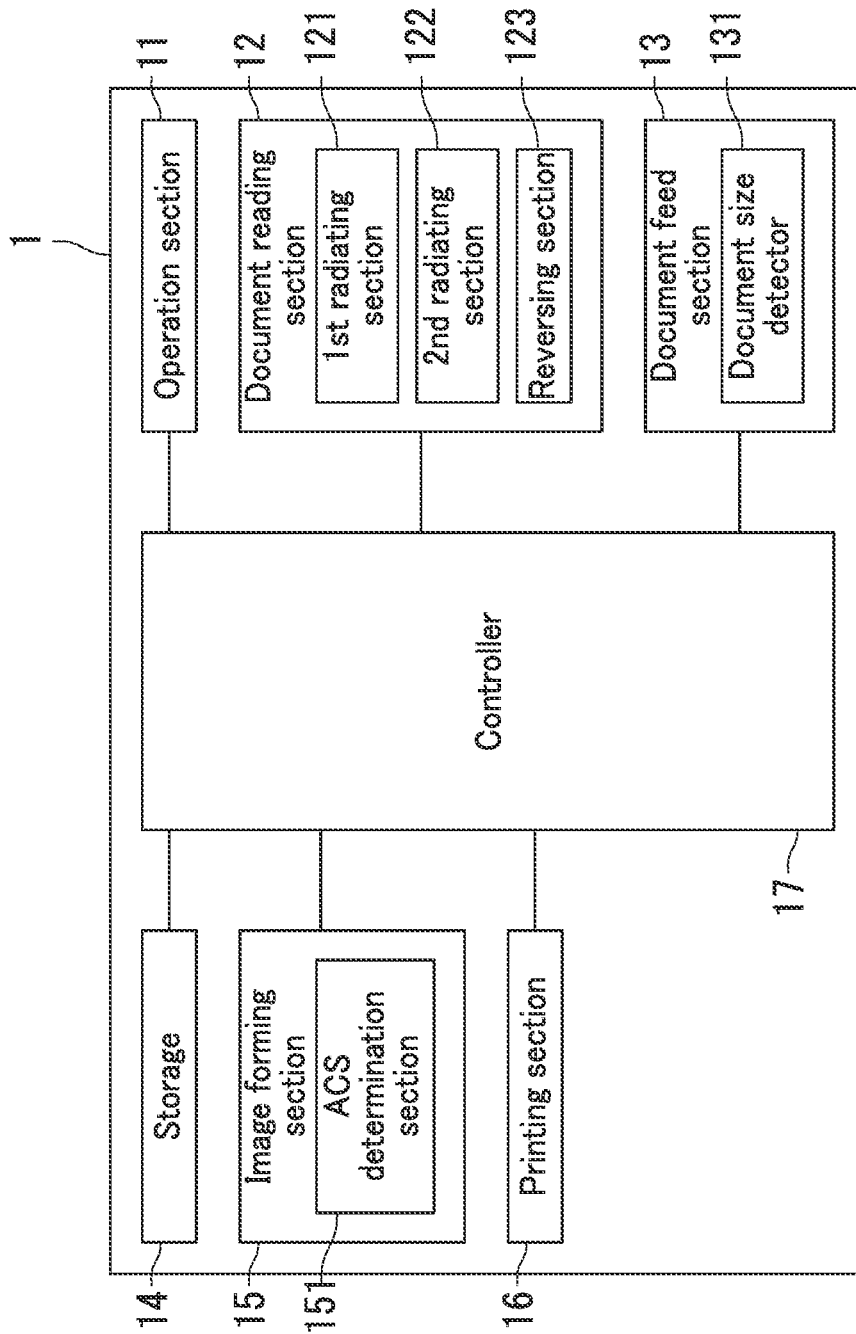 1
Storage
14
Image forming
section
15
ACS
determination
section
151
Printing section
16
Controller
17
Operation section
11
Document reading
section
12
1st radiating
section
121
2nd radiating
section
122
Reversing section
123
Document feed
section
13
Document size
detector
131